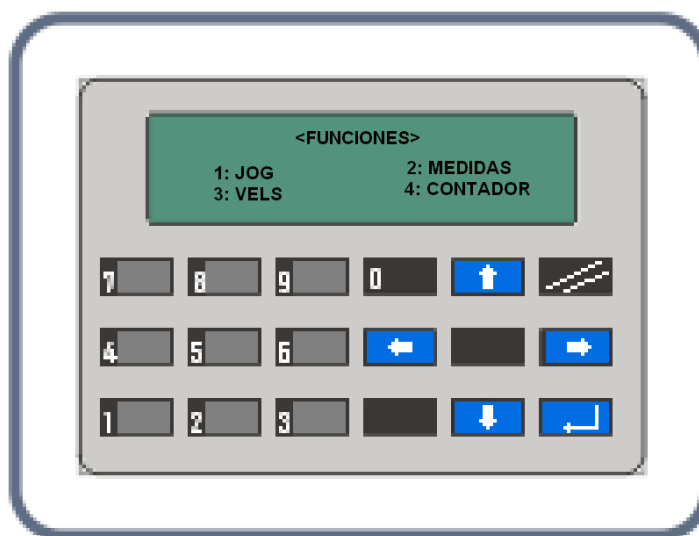 <FUNCIONES>
1: JOG 2: MEDIDAS
3: VELS 4: CONTADOR
7 8 9 0
4 5 6
1 2 3